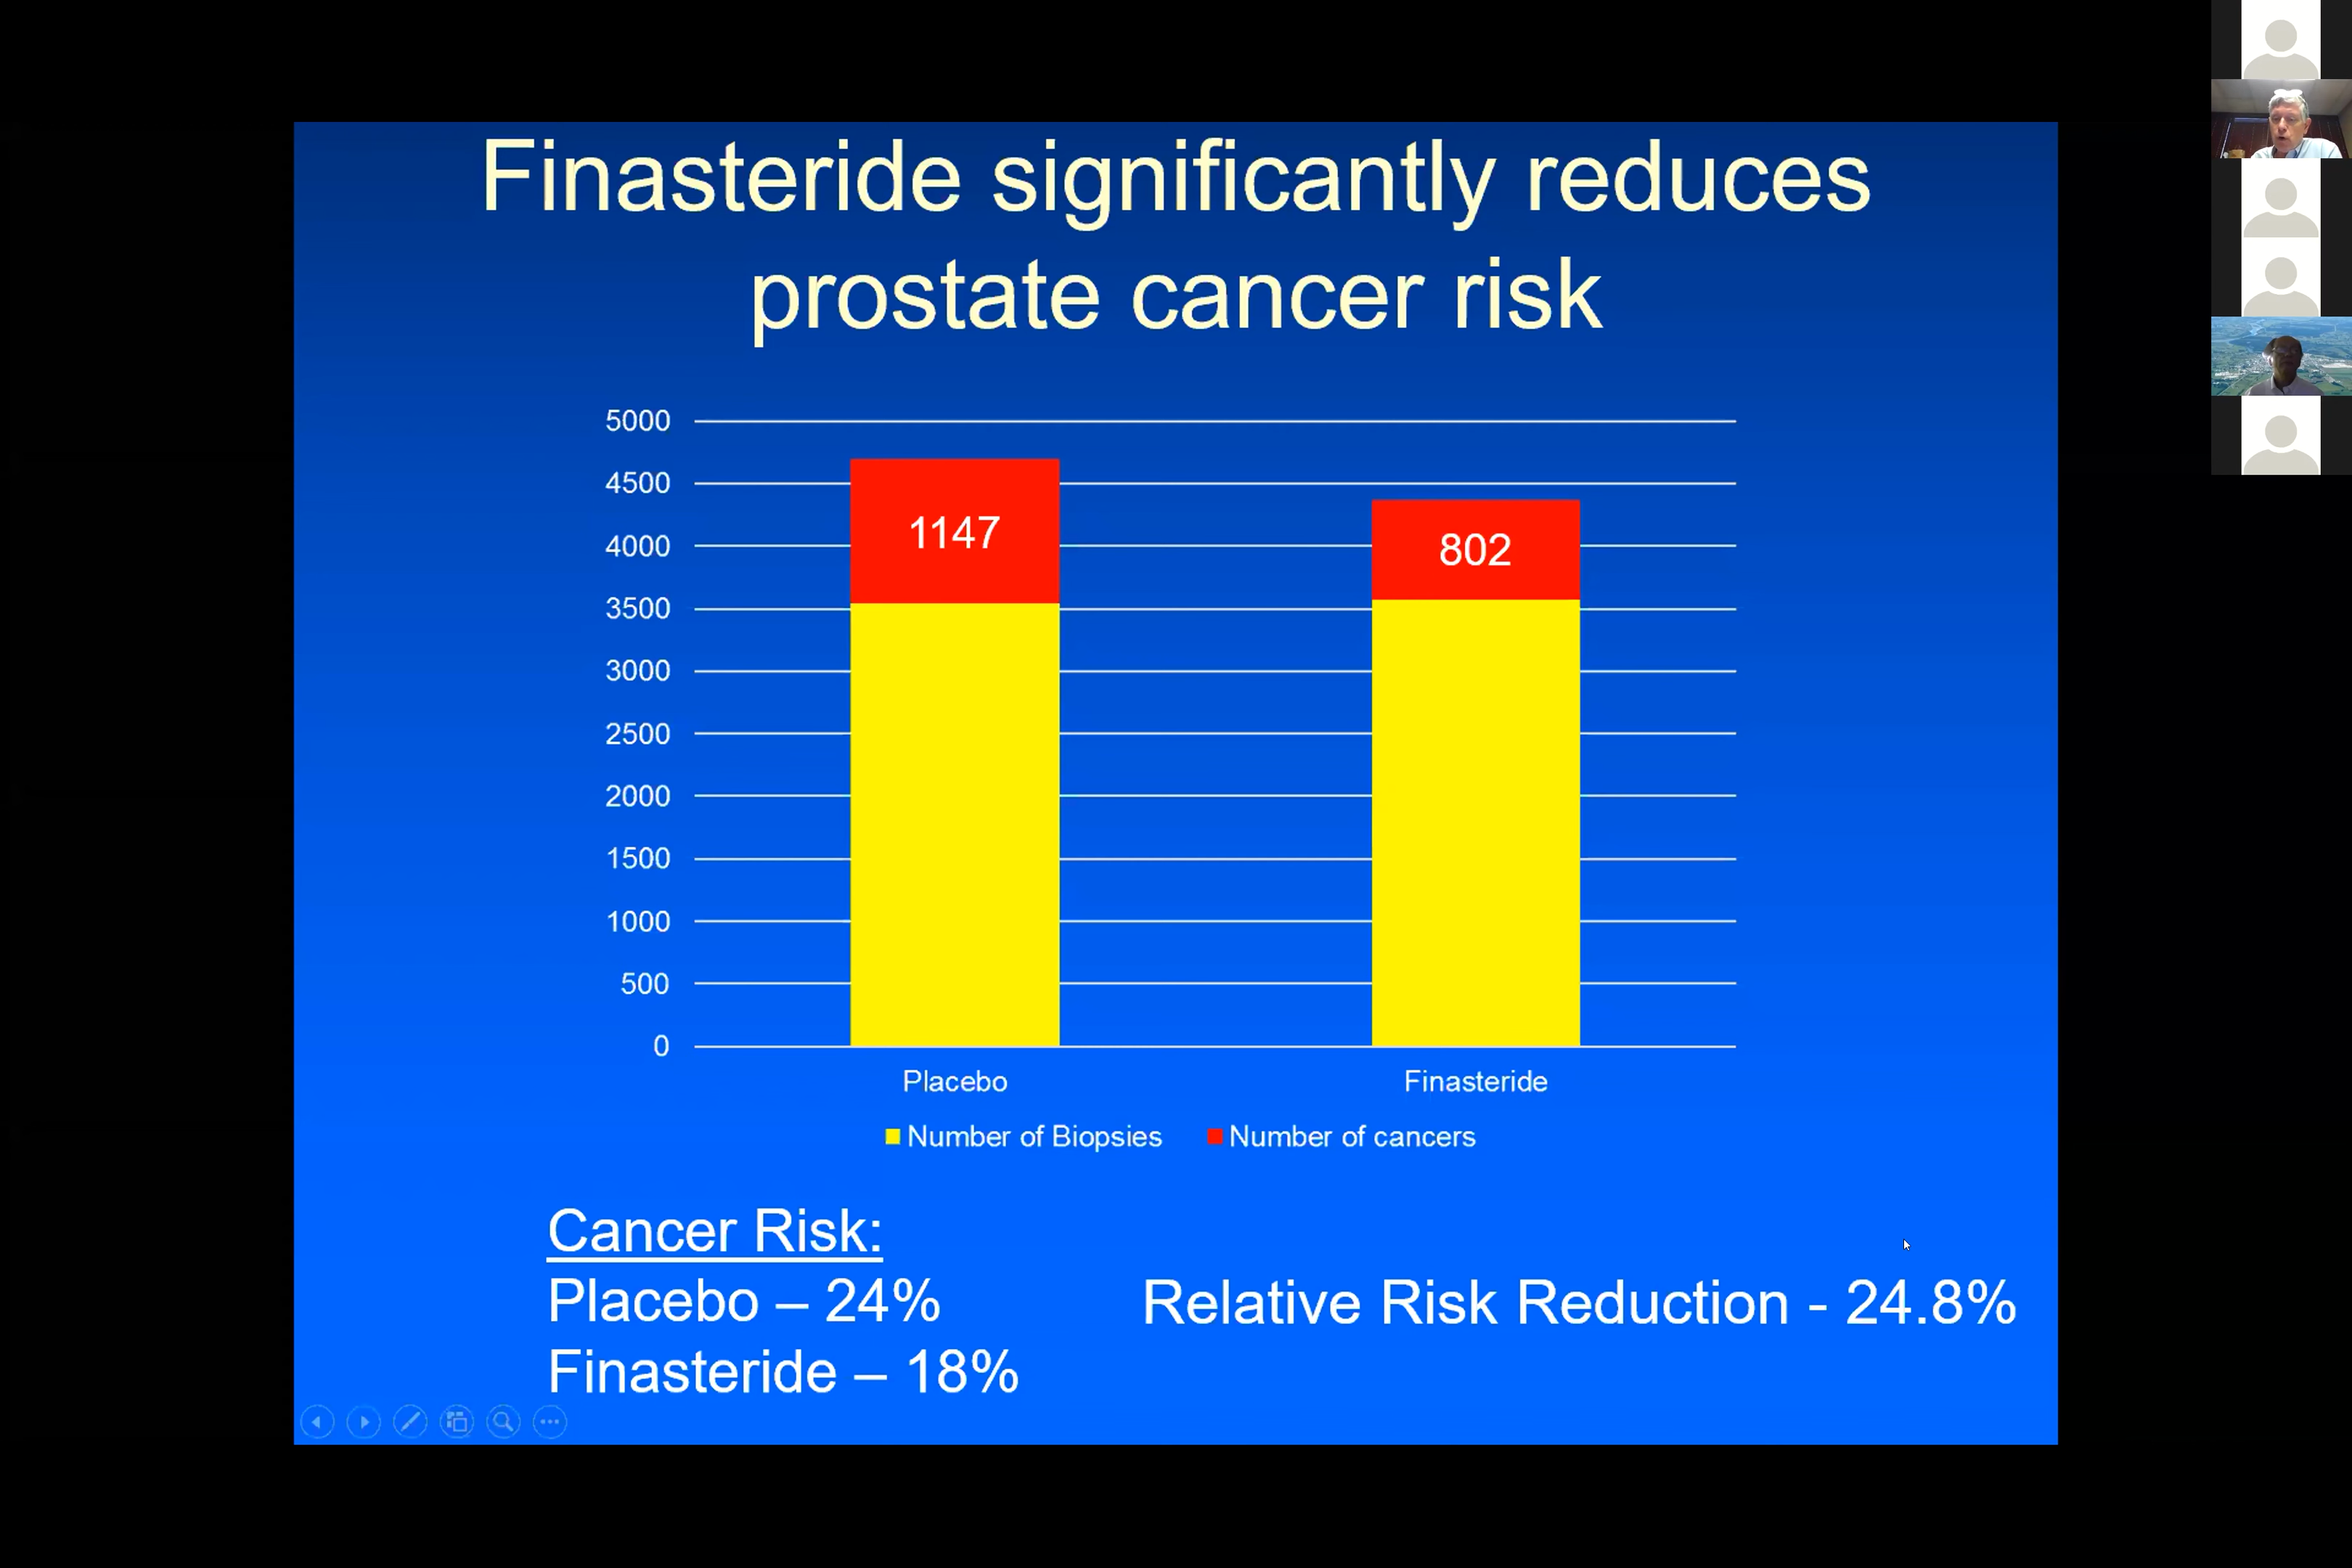 Finasteride significantly reduces
prostate cancer risk
5000
4500
4000
3500
3000
2500
2000
1500
1000
500
0
1147
802
Placebo
Finasteride
Number of Biopsies
Number of cancers
Cancer Risk:
Placebo – 24%
Finasteride – 18%
Relative Risk Reduction - 24.8%